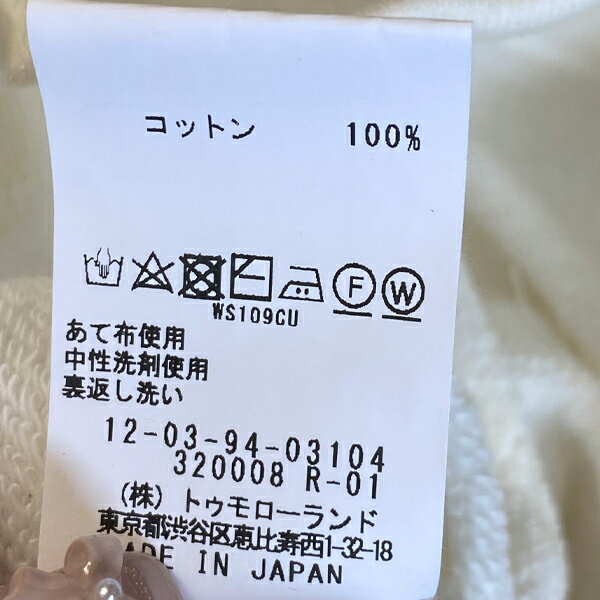 コットン 100%
F W
WS109CU
あて布使用
中性洗剤使用
裏返し洗い
12-03-94-03104
320008 R-01
(株)トゥモローランド
東京都渋谷区恵比寿西1-32-18
MADE IN JAPAN